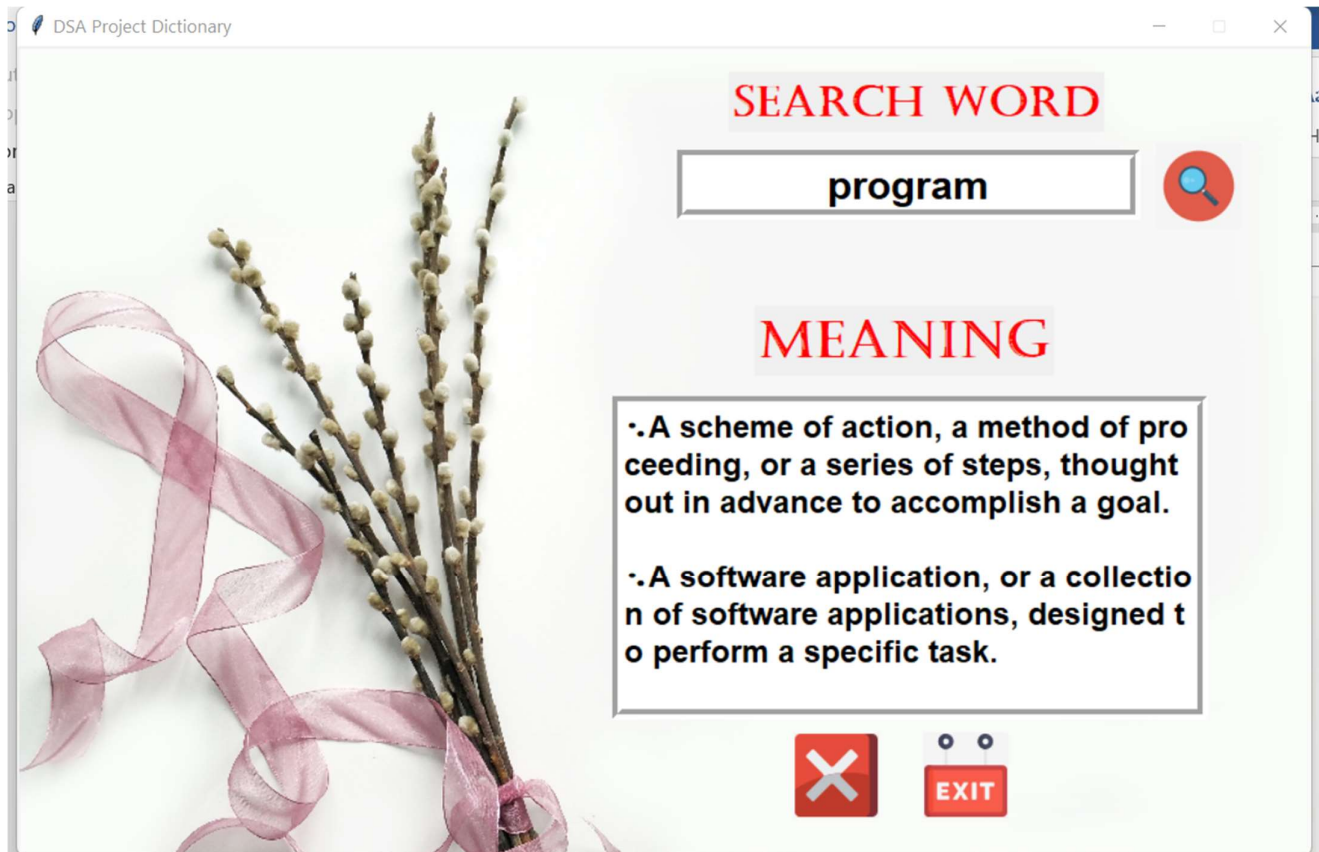 DSA Project Dictionary
SEARCH WORD
program
MEANING
⁛.A scheme of action, a method of pro
ceeding, or a series of steps, thought
out in advance to accomplish a goal.
⁛.A software application, or a collectio
n of software applications, designed t
o perform a specific task.
EXIT